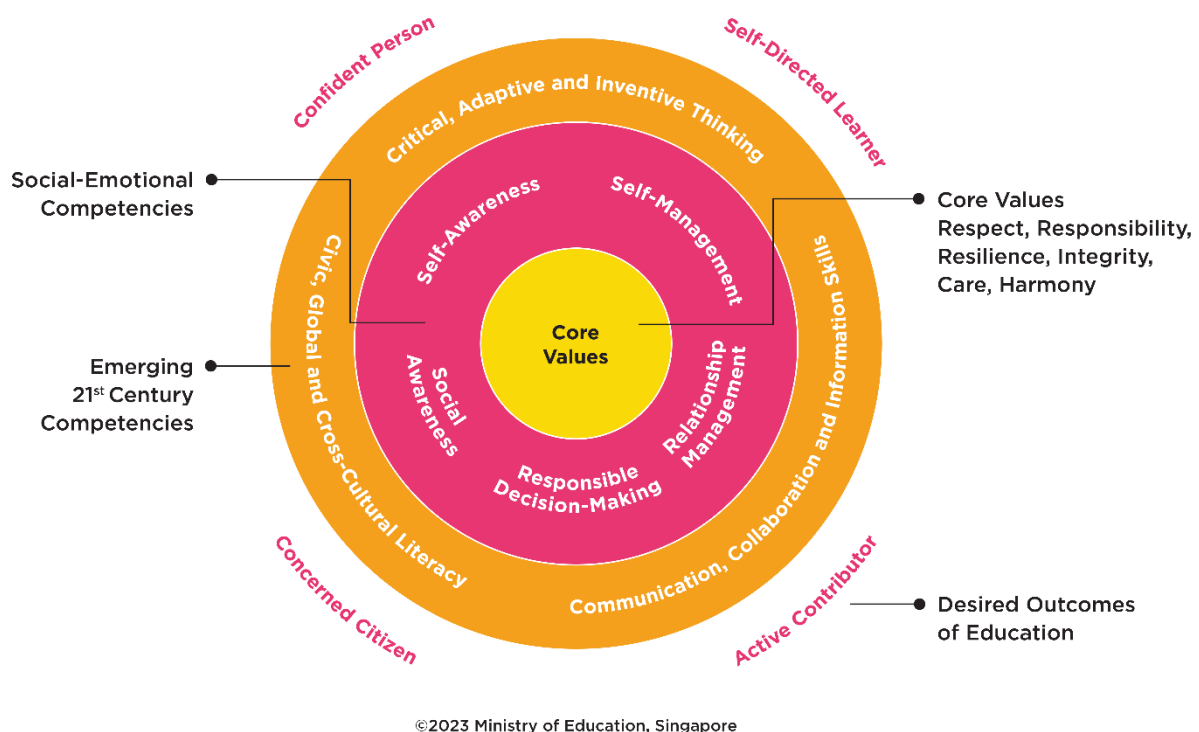 Confident Person
Self-Directed Learner
Critical, Adaptive and Inventive Thinking
Social-Emotional
Competencies
Self-Awareness
Self-Management
Core Values
Respect, Responsibility,
Resilience, Integrity,
Care, Harmony
Core
Values
Civic, Global and Cross-Cultural Literacy
Communication, Collaboration and Information Skills
Emerging
21st Century
Competencies
Social
Awareness
Relationship
Management
Responsible
Decision-Making
Concerned Citizen
Active Contributor
Desired Outcomes
of Education
©2023 Ministry of Education, Singapore